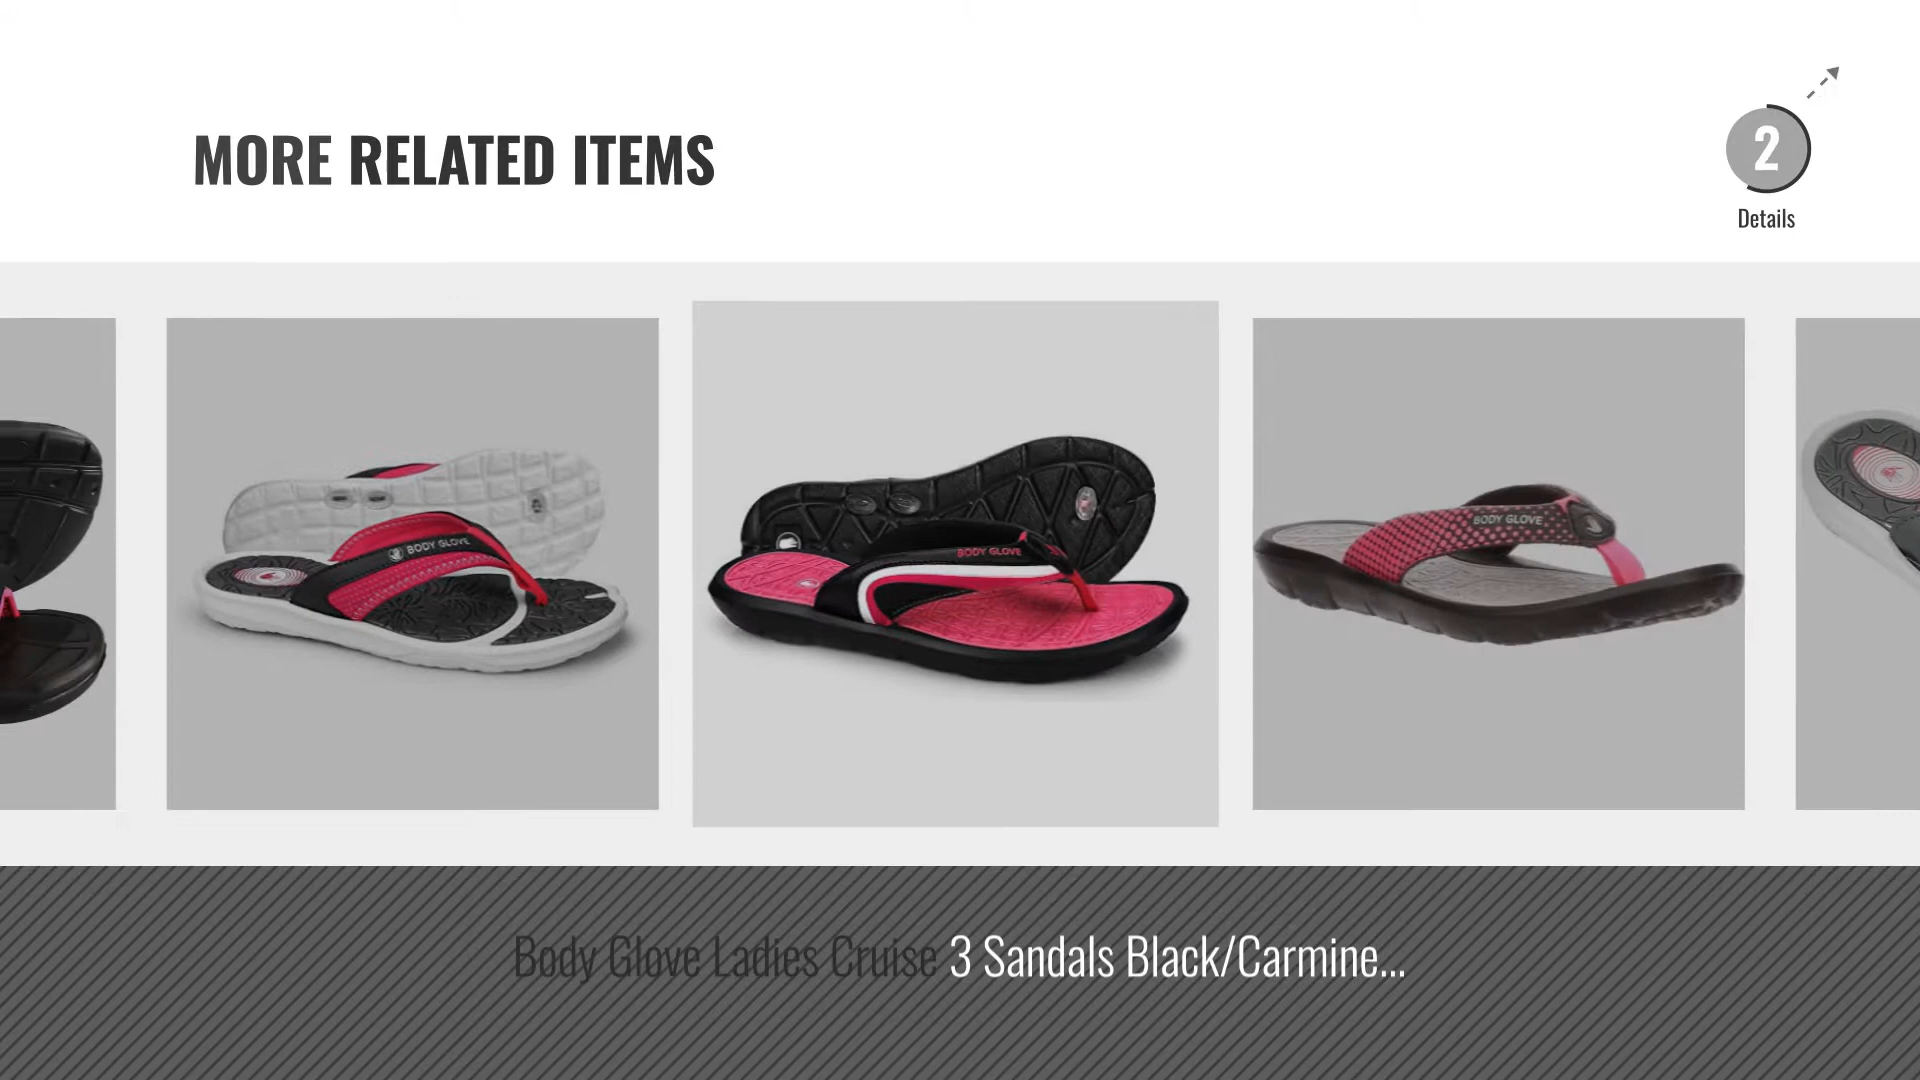 MORE RELATED ITEMS
2
Details
BODY GLOVE
BODY GLOVE
BODY GLOVE
Body Glove Ladies Cruise 3 Sandals Black/Carmine...